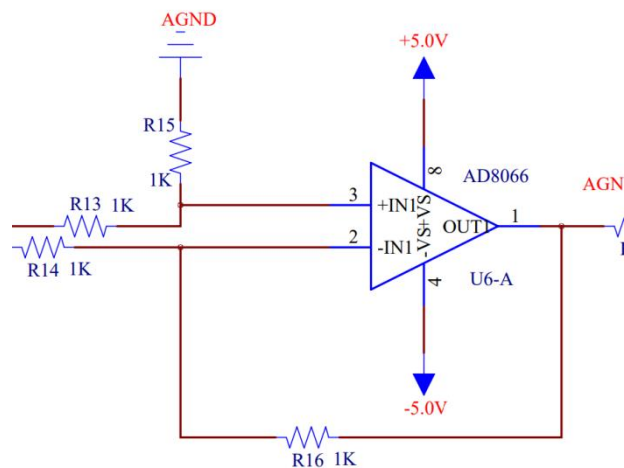 AGND
+5.0V
R15
1K
8
AD8066
R13 1K
3
+IN1
+VS
OUT1
1
AGN
R14 1K
2
-IN1
-VS
4
U6-A
-5.0V
R16 1K